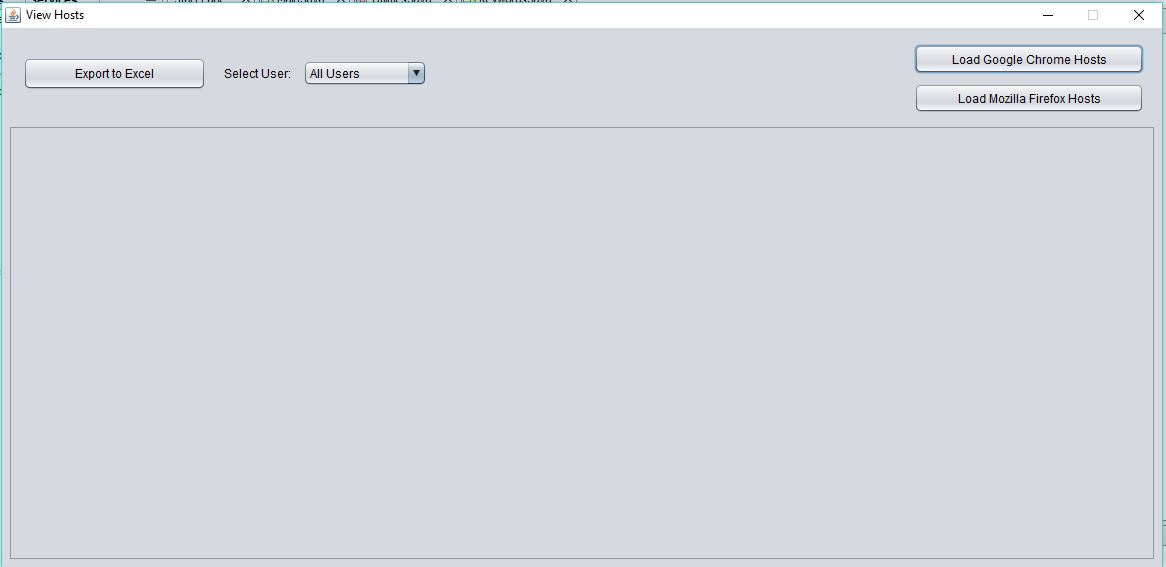 View Hosts
Export to Excel
Select User:
All Users
Load Google Chrome Hosts
Load Mozilla Firefox Hosts